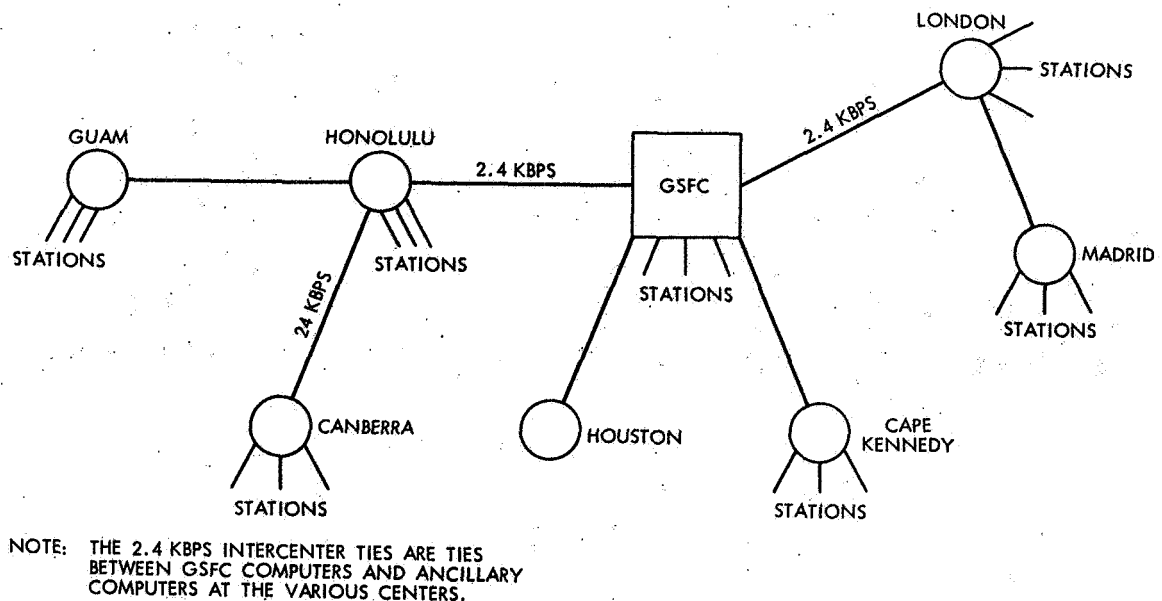 LONDON
STATIONS
2.4 KBPS
GUAM
HONOLULU
2.4 KBPS
GSFC
STATIONS
STATIONS
STATIONS
MADRID
STATIONS
24 KBPS
CANBERRA
HOUSTON
CAPE
KENNEDY
STATIONS
STATIONS
NOTE: THE 2.4 KBPS INTERCENTER TIES ARE TIES
BETWEEN GSFC COMPUTERS AND ANCILLARY
COMPUTERS AT THE VARIOUS CENTERS.